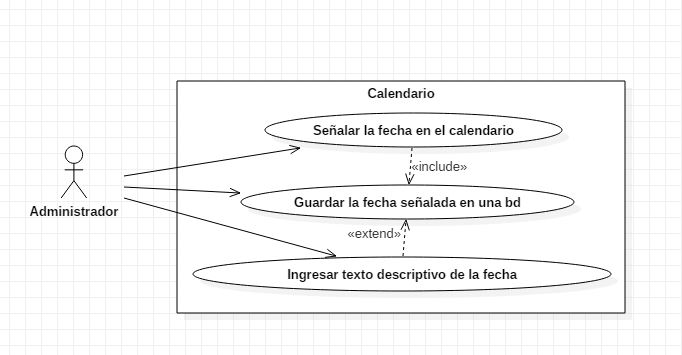 Calendario
Señalar la fecha en el calendario
«include»
Administrador
Guardar la fecha señalada en una bd
«extend»
Ingresar texto descriptivo de la fecha